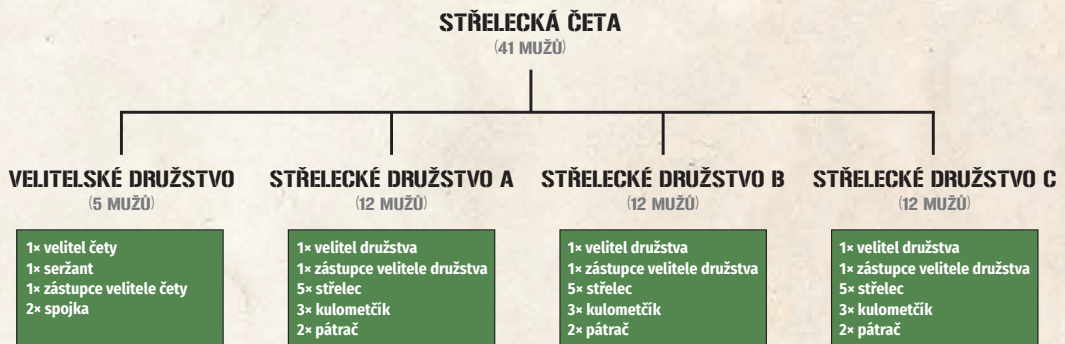 STŘELECKÁ ČETA
(41 MUŽŮ)
VELITELSKÉ DRUŽSTVO
(5 MUŽŮ)
1× velitel čety
1× seržant
1× zástupce velitele čety
2× spojka
STŘELECKÉ DRUŽSTVO A
(12 MUŽŮ)
1× velitel družstva
1× zástupce velitele družstva
5× střelec
3× kulometčík
2× pátrač
STŘELECKÉ DRUŽSTVO B
(12 MUŽŮ)
1× velitel družstva
1× zástupce velitele družstva
5× střelec
3× kulometčík
2× pátrač
STŘELECKÉ DRUŽSTVO C
(12 MUŽŮ)
1× velitel družstva
1× zástupce velitele družstva
5× střelec
3× kulometčík
2× pátrač